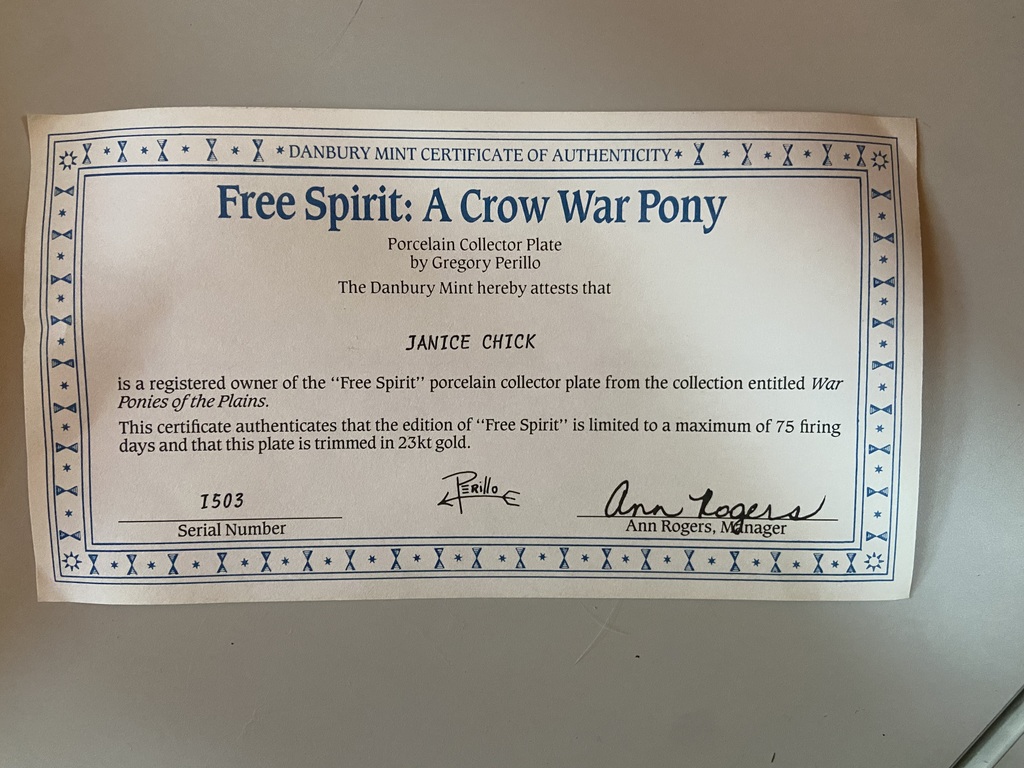 DANBURY MINT CERTIFICATE OF AUTHENTICITY
Free Spirit: A Crow War Pony
Porcelain Collector Plate
by Gregory Perillo
The Danbury Mint hereby attests that
JANICE CHICK
is a registered owner of the "Free Spirit" porcelain collector plate from the collection entitled War
Ponies of the Plains.
This certificate authenticates that the edition of "Free Spirit" is limited to a maximum of 75 firing
days and that this plate is trimmed in 23kt gold.
I503
Serial Number
PERillo
Ann Rogers
Ann Rogers, Manager